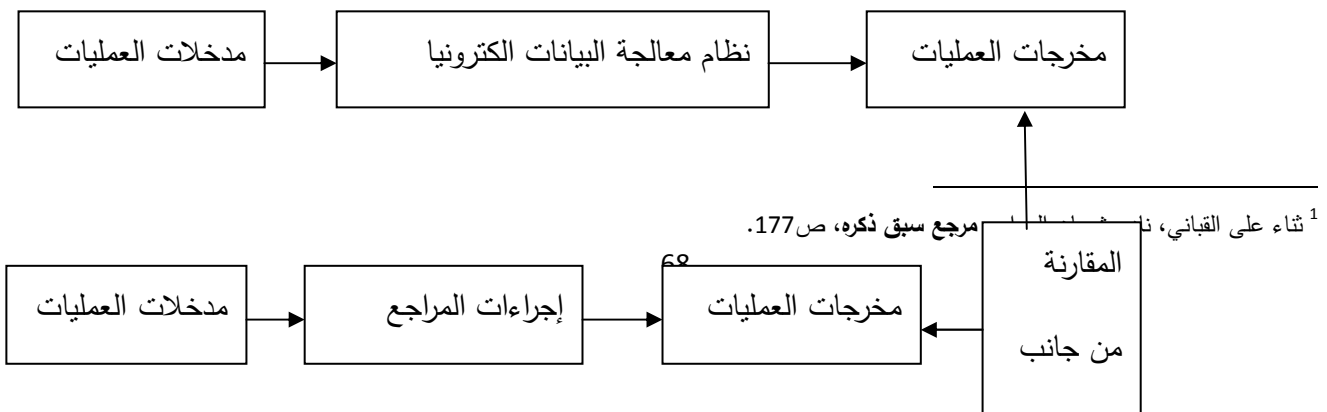 مدخلات العمليات
نظام معالجة البيانات الكترونيا
مخرجات العمليات
1 ثناء على القباني، مرجع سبق ذكره، ص177.
68
مدخلات العمليات
إجراءات المراجع
مخرجات العمليات
المقارنة
من جانب